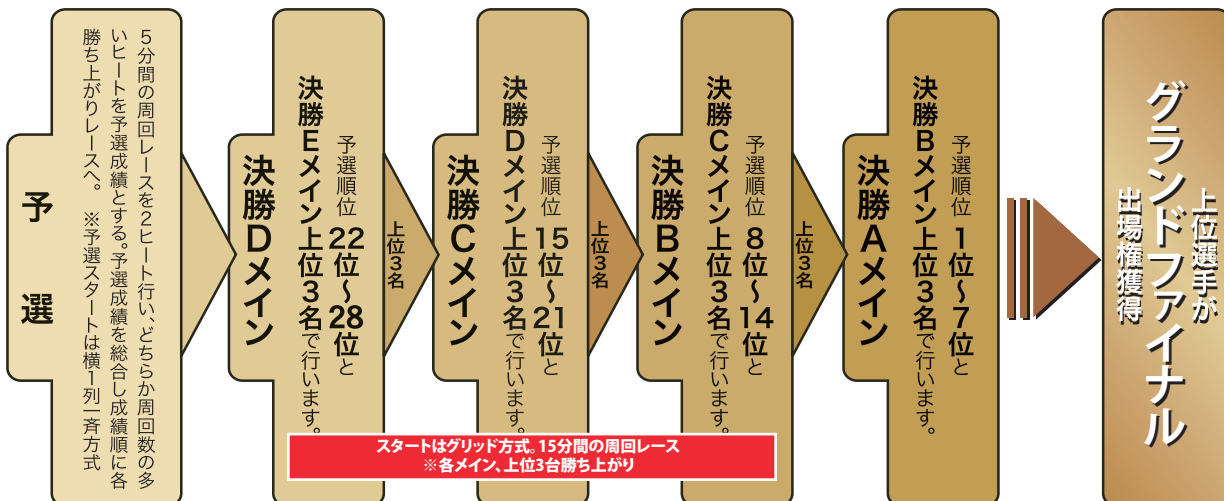 予選
5分間の周回レースを2ヒート行い、どちらか周回数の多
いヒートを予選成績とする。予選成績を総合し成績順に各
勝ち上がりレースへ。 ※予選スタートは横1列一斉方式
決勝Dメイン
予選順位 22位〜28位と
決勝Eメイン上位3名で行います。
上位3名
決勝Cメイン
予選順位 15位〜21位と
決勝Dメイン上位3名で行います。
上位3名
決勝Bメイン
予選順位 8位〜14位と
決勝Cメイン上位3名で行います。
上位3名
決勝Aメイン
予選順位 1位〜7位と
決勝Bメイン上位3名で行います。
上位選手が
グランドファイナル
出場権獲得
スタートはグリッド方式。15分間の周回レース
※各メイン、上位3台勝ち上がり